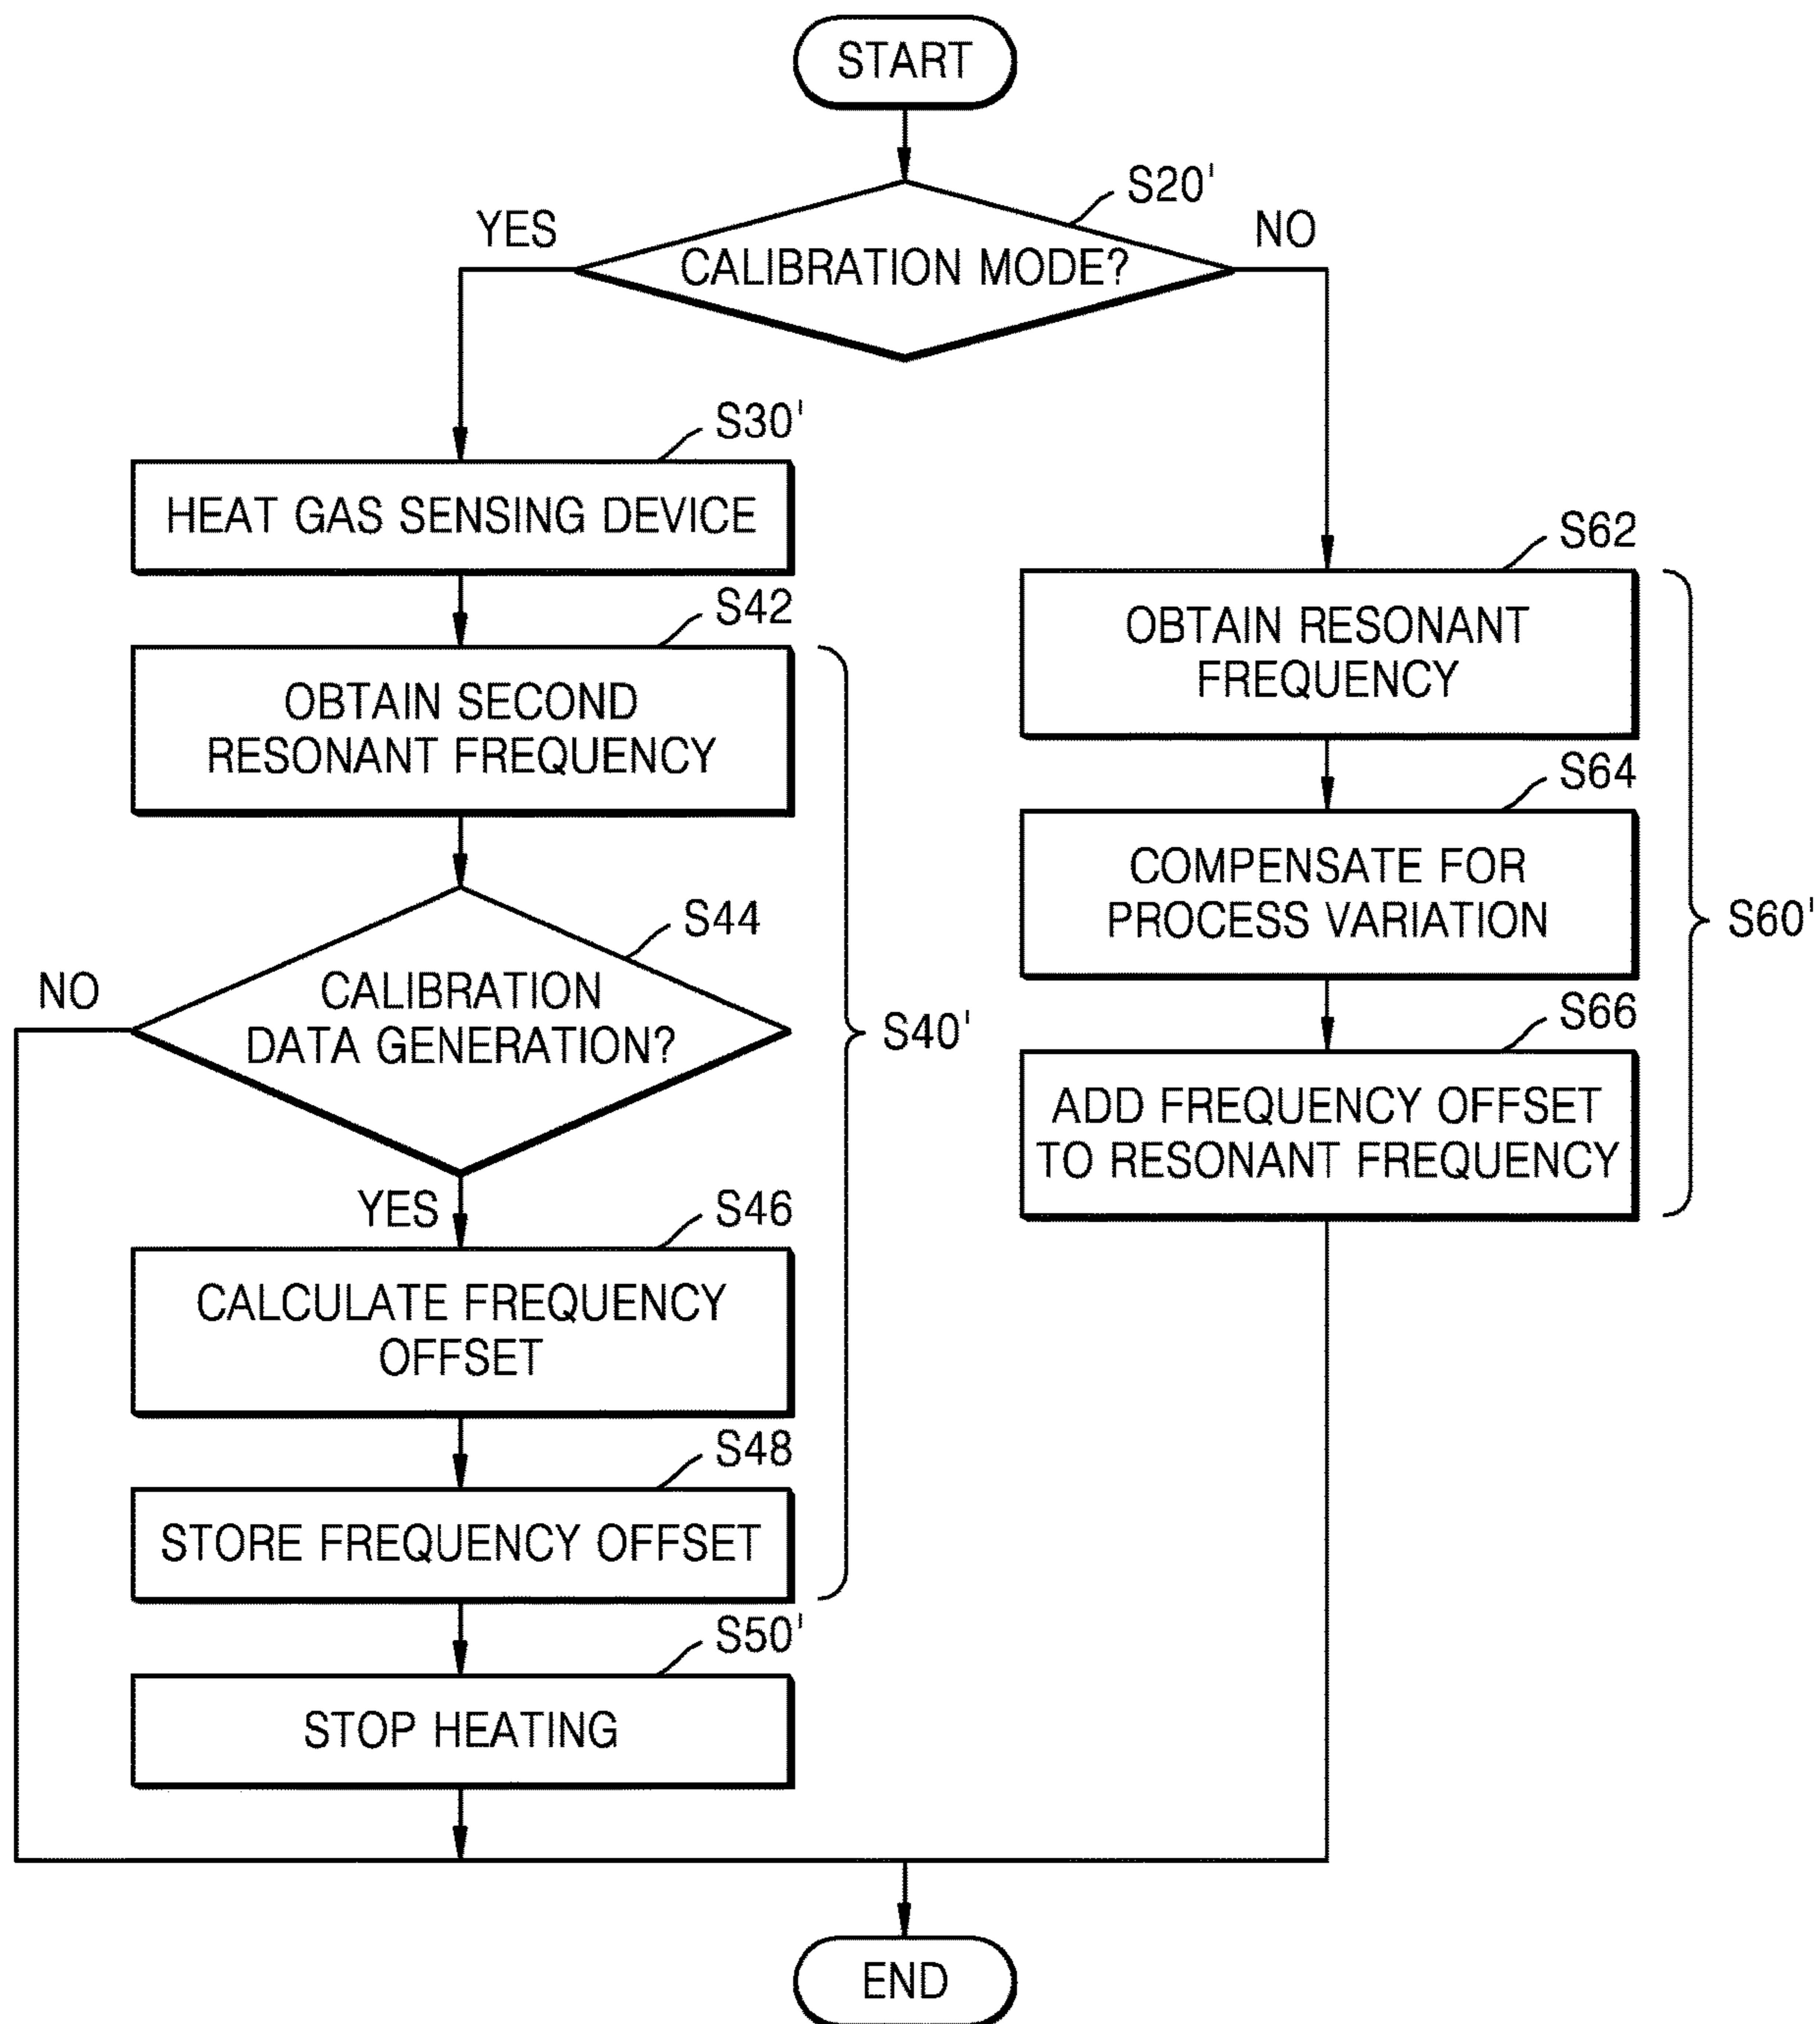 START
S20'
YES
NO
CALIBRATION MODE?
S30'
HEAT GAS SENSING DEVICE
S42
OBTAIN SECOND
RESONANT FREQUENCY
S44
NO
CALIBRATION
DATA GENERATION?
S40'
YES
S46
CALCULATE FREQUENCY
OFFSET
S48
STORE FREQUENCY OFFSET
S50'
STOP HEATING
S62
OBTAIN RESONANT
FREQUENCY
S64
COMPENSATE FOR
PROCESS VARIATION
S60'
S66
ADD FREQUENCY OFFSET
TO RESONANT FREQUENCY
END